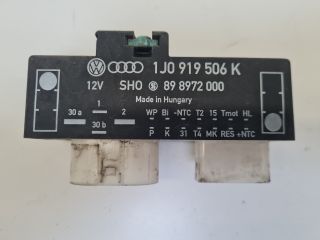 1J0 919 506 K
12V SHO 89 8972 000
Made in Hungary
30 a 1 2 WP Bi -NTC T2 15 Tmot HL
30 b P K 31 T4 MK RES +NTC